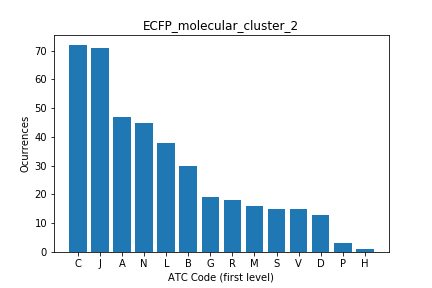 ECFP_molecular_cluster_2
70
60
50
40
30
20
10
0
Ocurrences
C J A N L B G R M S V D P H
ATC Code (first level)